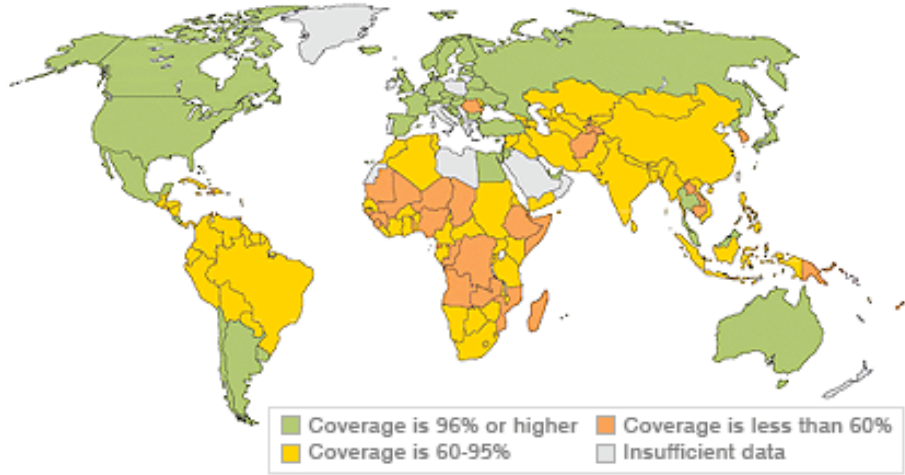 Coverage is 96% or higher
Coverage is less than 60%
Coverage is 60-95%
Insufficient data